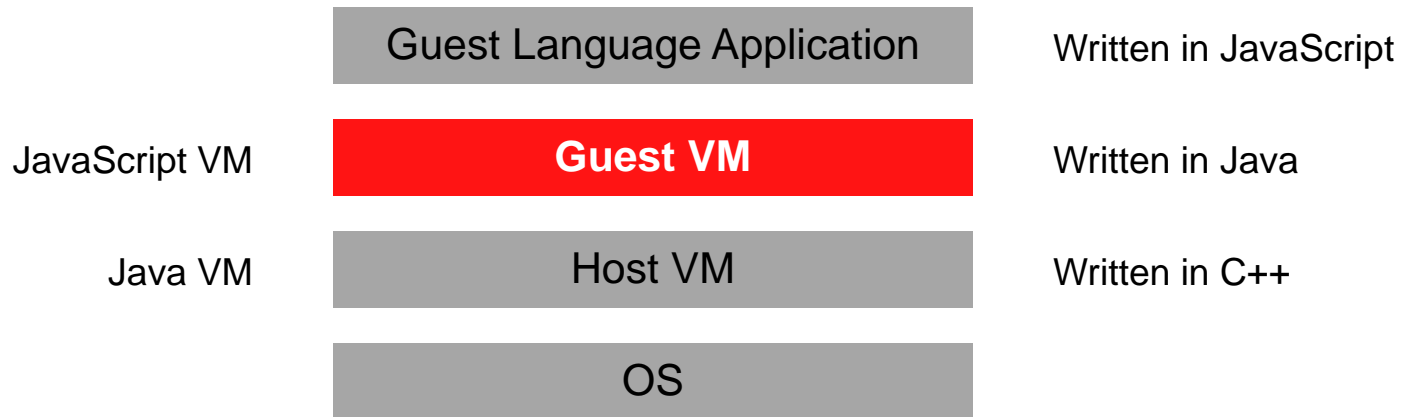 Guest Language Application Written in JavaScript
JavaScript VM Guest VM Written in Java
Java VM Host VM Written in C++
OS